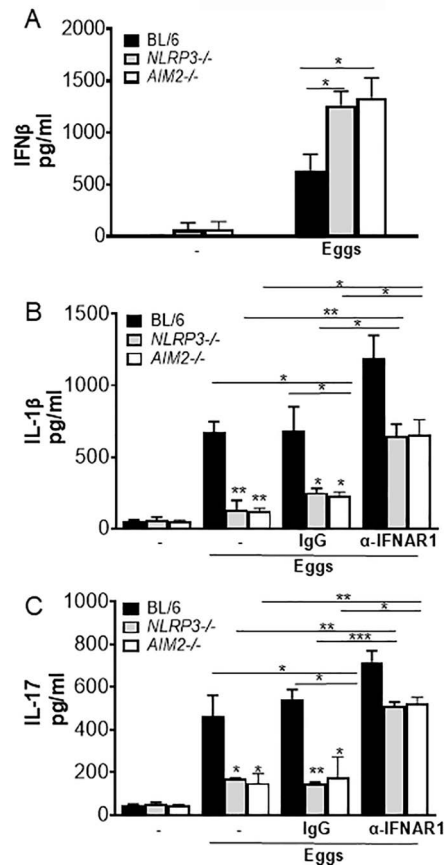 A
BL/6
NLRP3-/-
AIM2-/-
IFNβ
pg/ml
1500
1000
500
0
*
*
-
Eggs
B
BL/6
NLRP3-/-
AIM2-/-
IL-1β
pg/ml
1500
1000
500
0
*
*
**
*
*
*
** ** * *
- - IgG α-IFNAR1
Eggs
C
BL/6
NLRP3-/-
AIM2-/-
IL-17
pg/ml
1000
800
600
400
200
0
**
*
**
***
*
*
* * ** *
- - IgG α-IFNAR1
Eggs